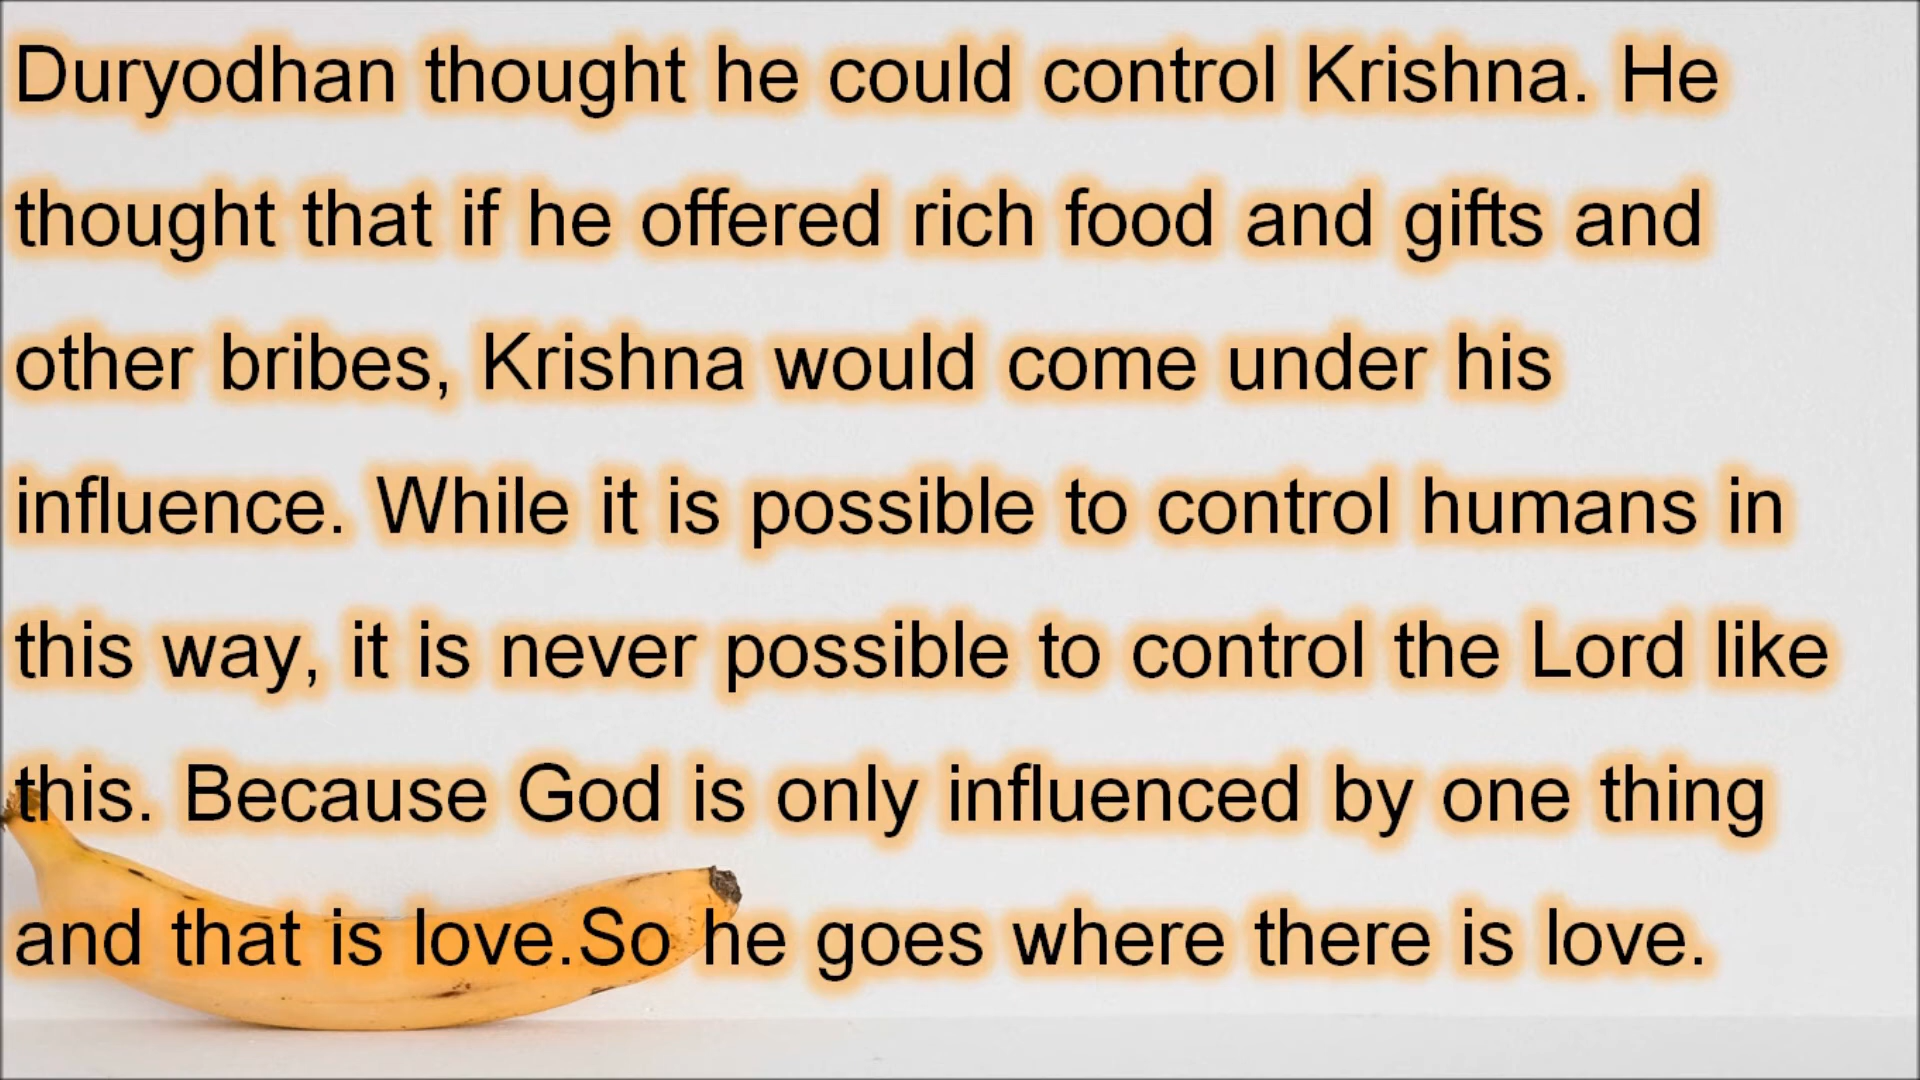 Duryodhan thought he could control Krishna. He
thought that if he offered rich food and gifts and
other bribes, Krishna would come under his
influence. While it is possible to control humans in
this way, it is never possible to control the Lord like
this. Because God is only influenced by one thing
and that is love.So he goes where there is love.